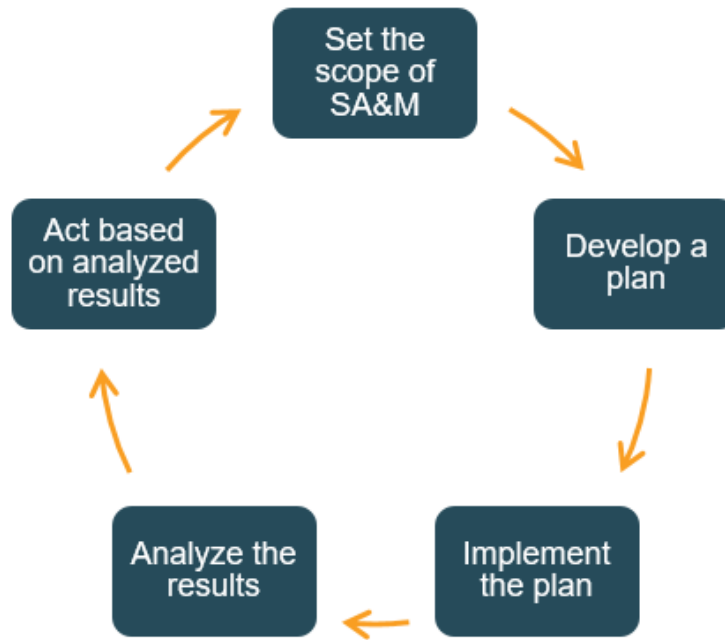 Set the
scope of
SA&M
Develop a
plan
Implement
the plan
Analyze the
results
Act based
on analyzed
results